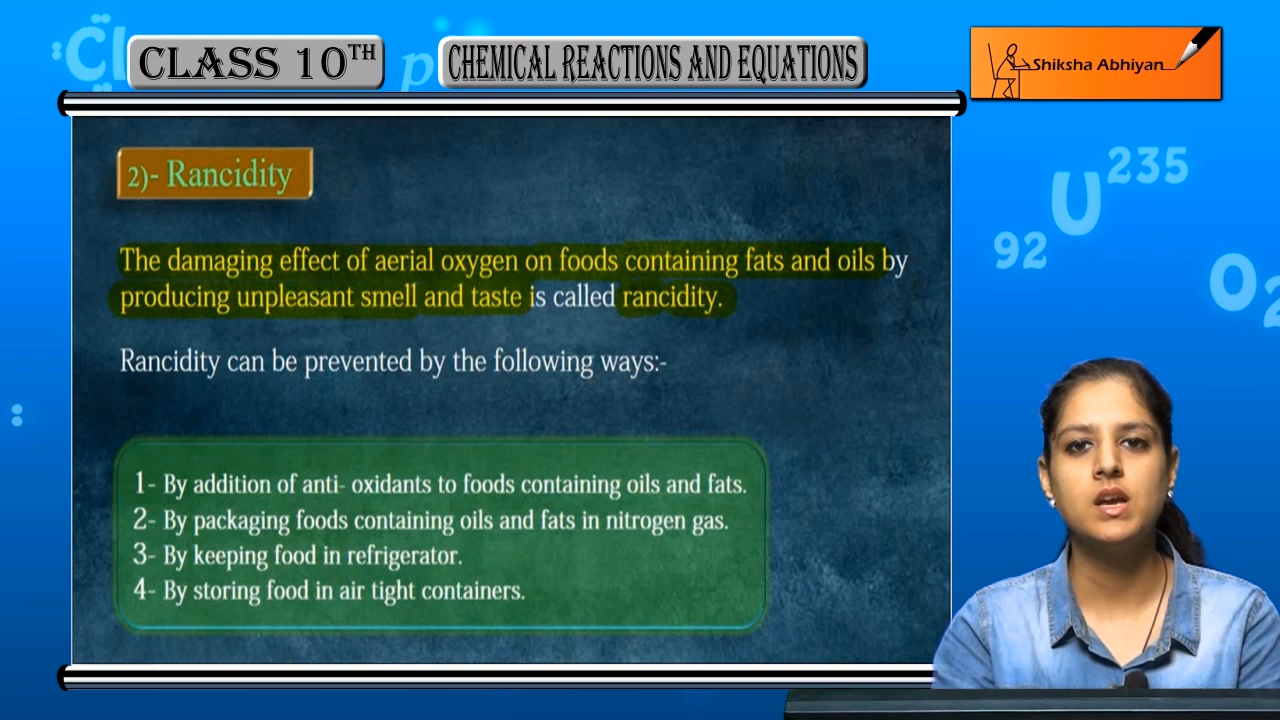 :Cl
CLASS 10TH
p
CHEMICAL REACTIONS AND EQUATIONS
Shiksha Abhiyan
2)- Rancidity
The damaging effect of aerial oxygen on foods containing fats and oils by
producing unpleasant smell and taste is called rancidity.
Rancidity can be prevented by the following ways:-
1- By addition of anti- oxidants to foods containing oils and fats.
2- By packaging foods containing oils and fats in nitrogen gas.
3- By keeping food in refrigerator.
4- By storing food in air tight containers.
92 U 235
O2